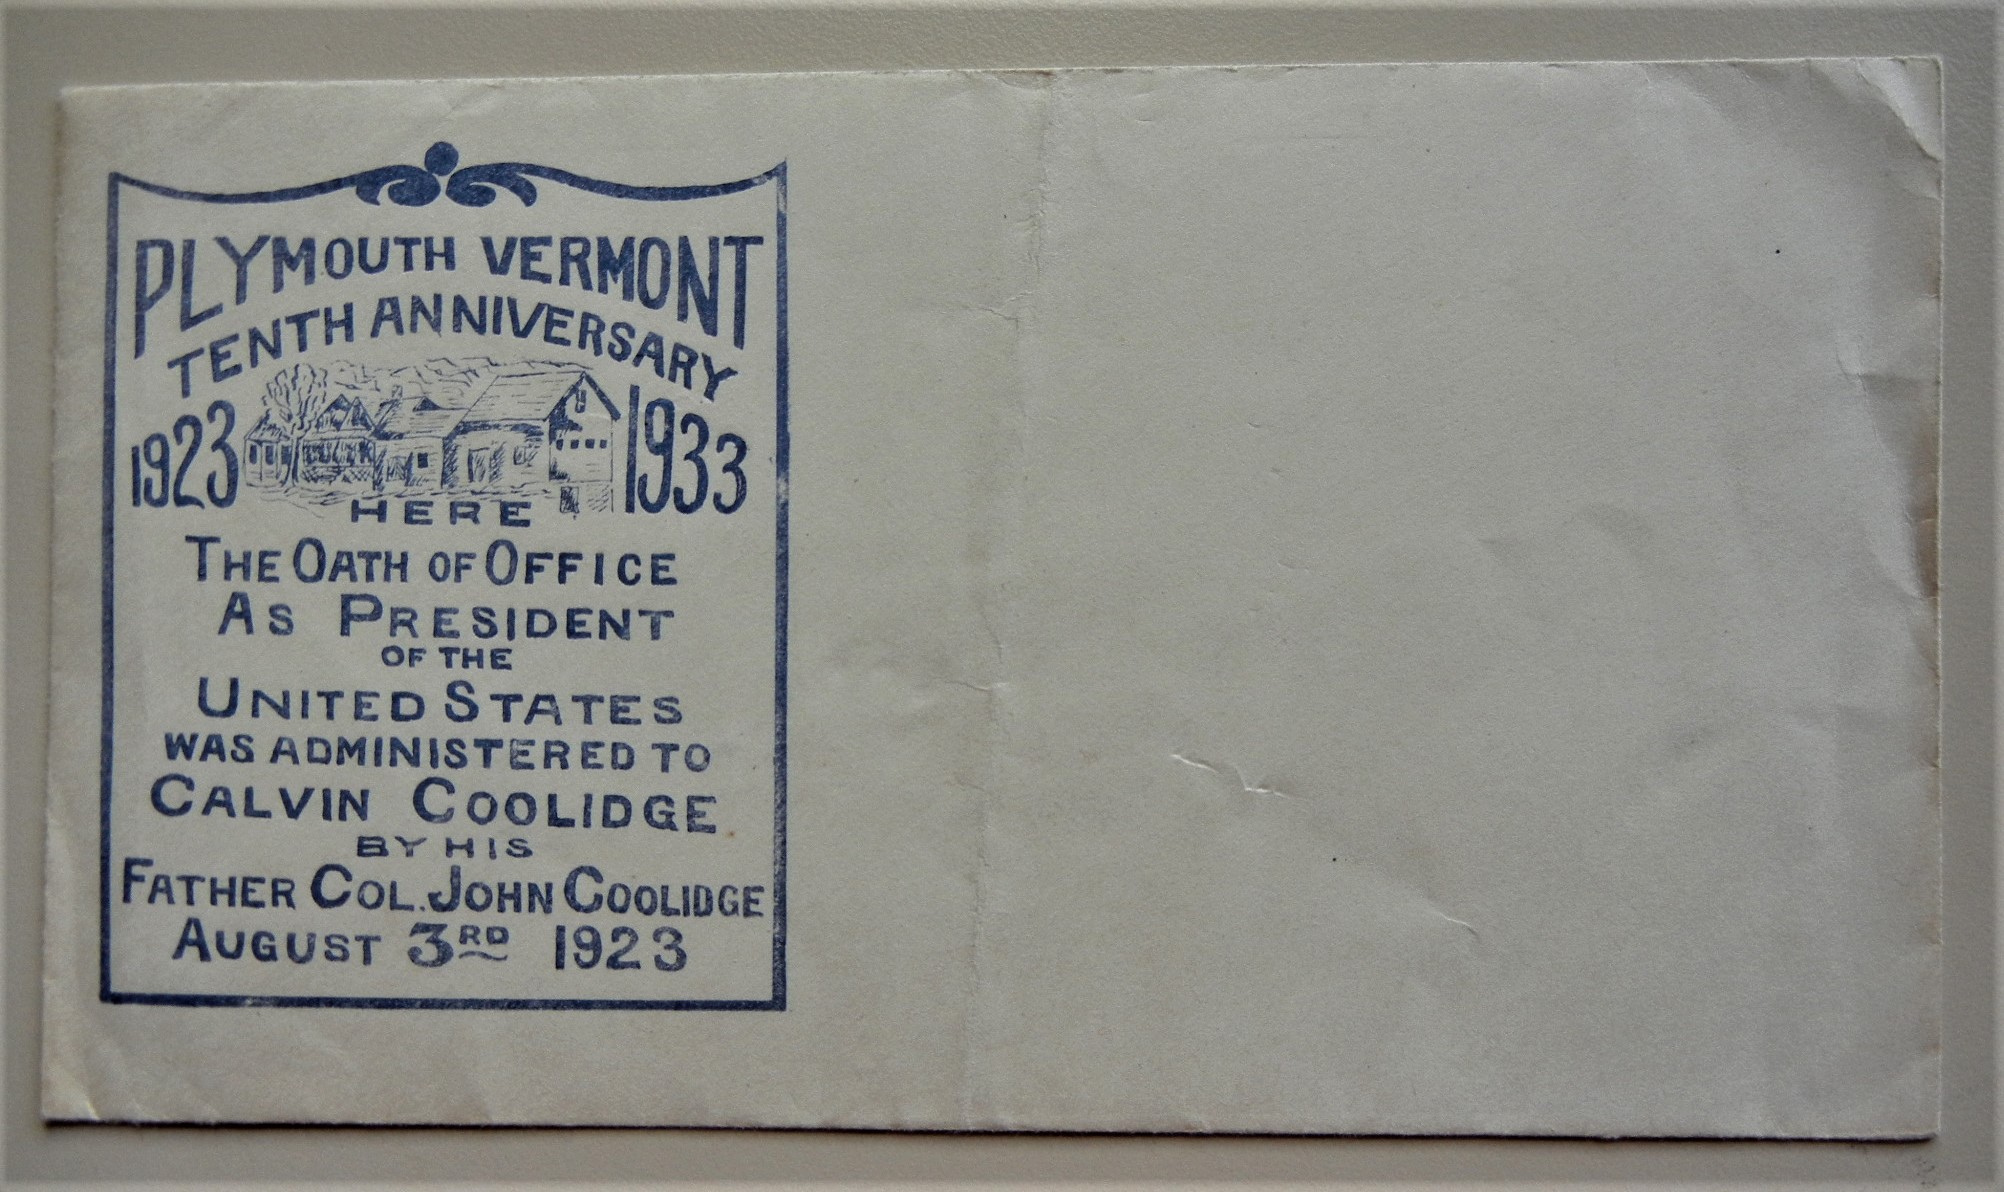 PLYMOUTH VERMONT
TENTH ANNIVERSARY
1923 1933
HERE
THE OATH OF OFFICE
AS PRESIDENT
OF THE
UNITED STATES
WAS ADMINISTERED TO
CALVIN COOLIDGE
BY HIS
FATHER COL. JOHN COOLIDGE
AUGUST 3RD 1923